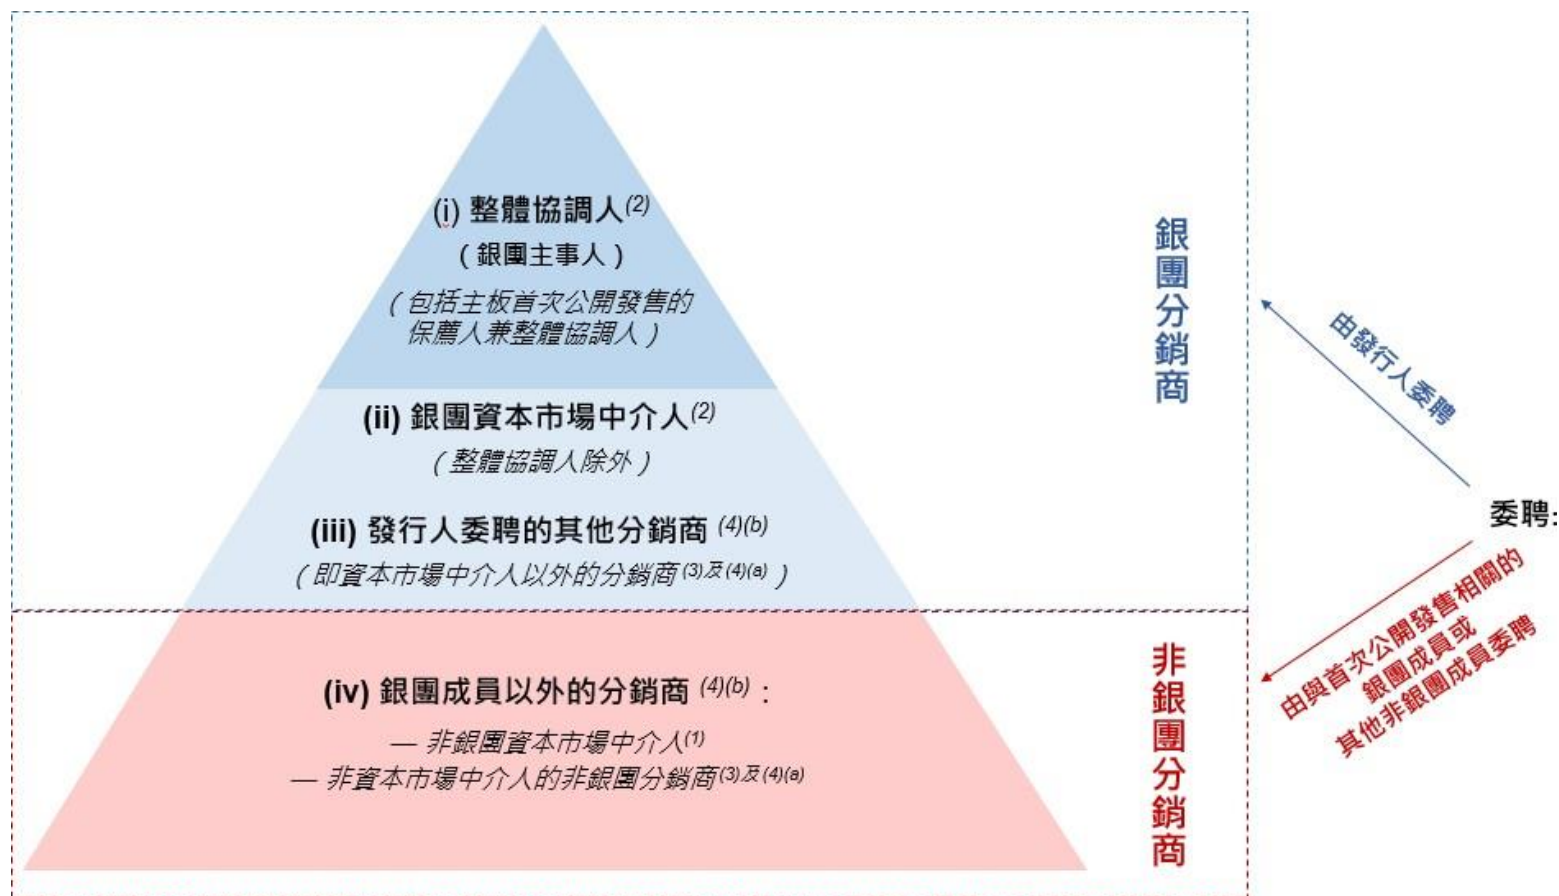 (i) 整體協調人(2)
（銀團主事人）
（包括主板首次公開發售的
保薦人兼整體協調人）
(ii) 銀團資本市場中介人(2)
（整體協調人除外）
(iii) 發行人委聘的其他分銷商 (4)(b)
（即資本市場中介人以外的分銷商(3)及(4)(a)）
(iv) 銀團成員以外的分銷商 (4)(b)：
— 非銀團資本市場中介人(1)
— 非資本市場中介人的非銀團分銷商(3)及(4)(a)
銀團分銷商
非銀團分銷商
由發行人委聘
委聘:
由與首次公開發售相關的
銀團成員或
其他非銀團成員委聘